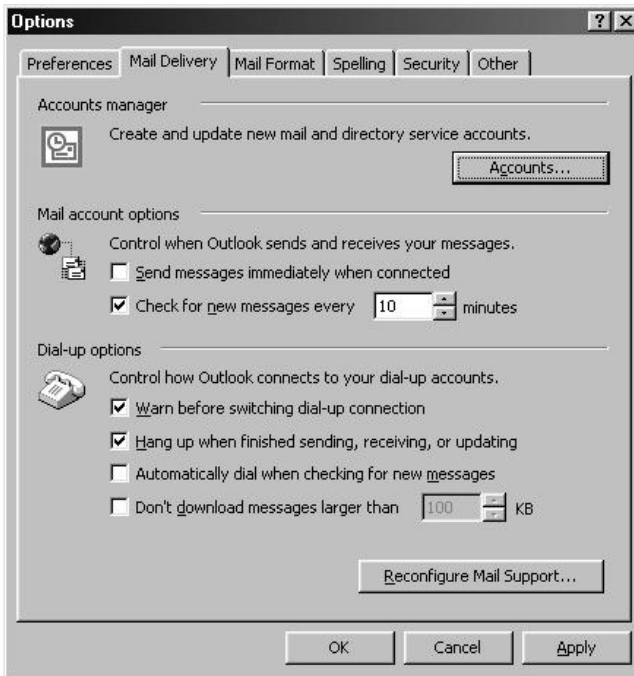 Options
Preferences Mail Delivery Mail Format Spelling Security Other
Accounts manager
Create and update new mail and directory service accounts.
Accounts...
Mail account options
Control when Outlook sends and receives your messages.
Send messages immediately when connected
Check for new messages every 10 minutes
Dial-up options
Control how Outlook connects to your dial-up accounts.
Warn before switching dial-up connection
Hang up when finished sending, receiving, or updating
Automatically dial when checking for new messages
Don't download messages larger than 100 KB
Reconfigure Mail Support...
OK Cancel Apply